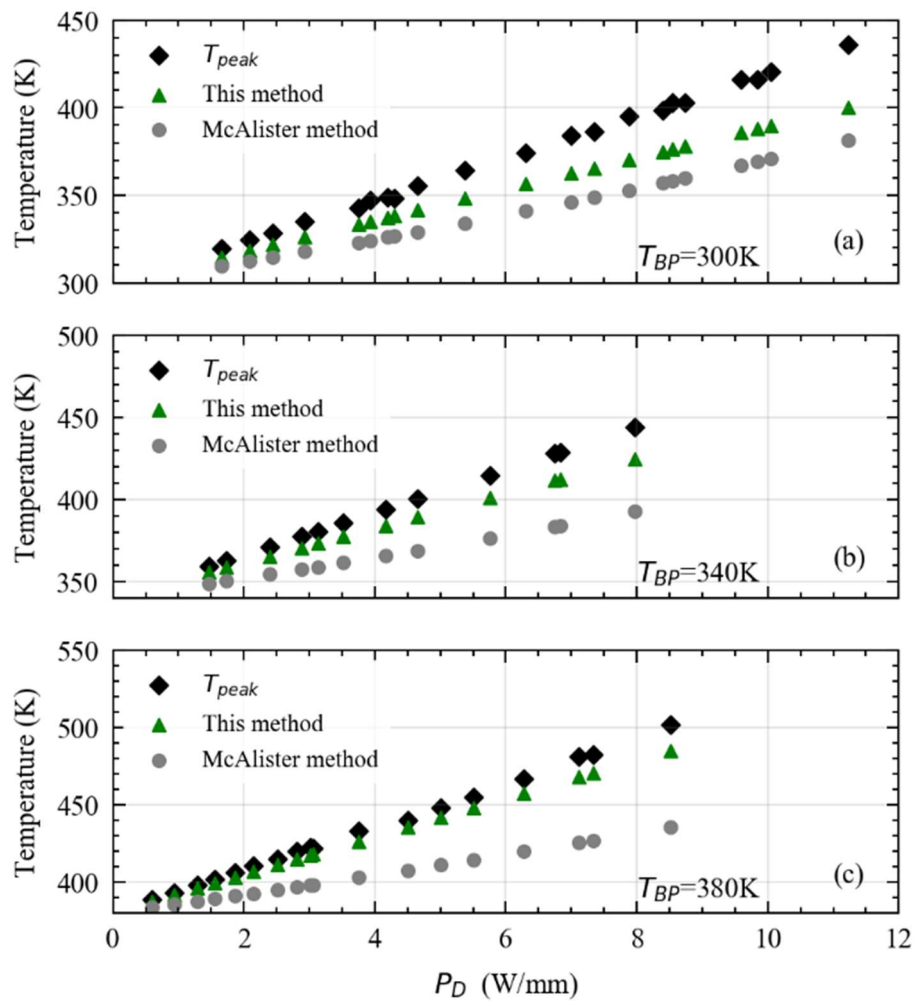 450
400
350
300
Temperature (K)
T_peak
This method
McAlister method
T_BP=300K
(a)
500
450
400
350
Temperature (K)
T_peak
This method
McAlister method
T_BP=340K
(b)
550
500
450
400
Temperature (K)
T_peak
This method
McAlister method
T_BP=380K
(c)
0 2 4 6 8 10 12
P_D (W/mm)